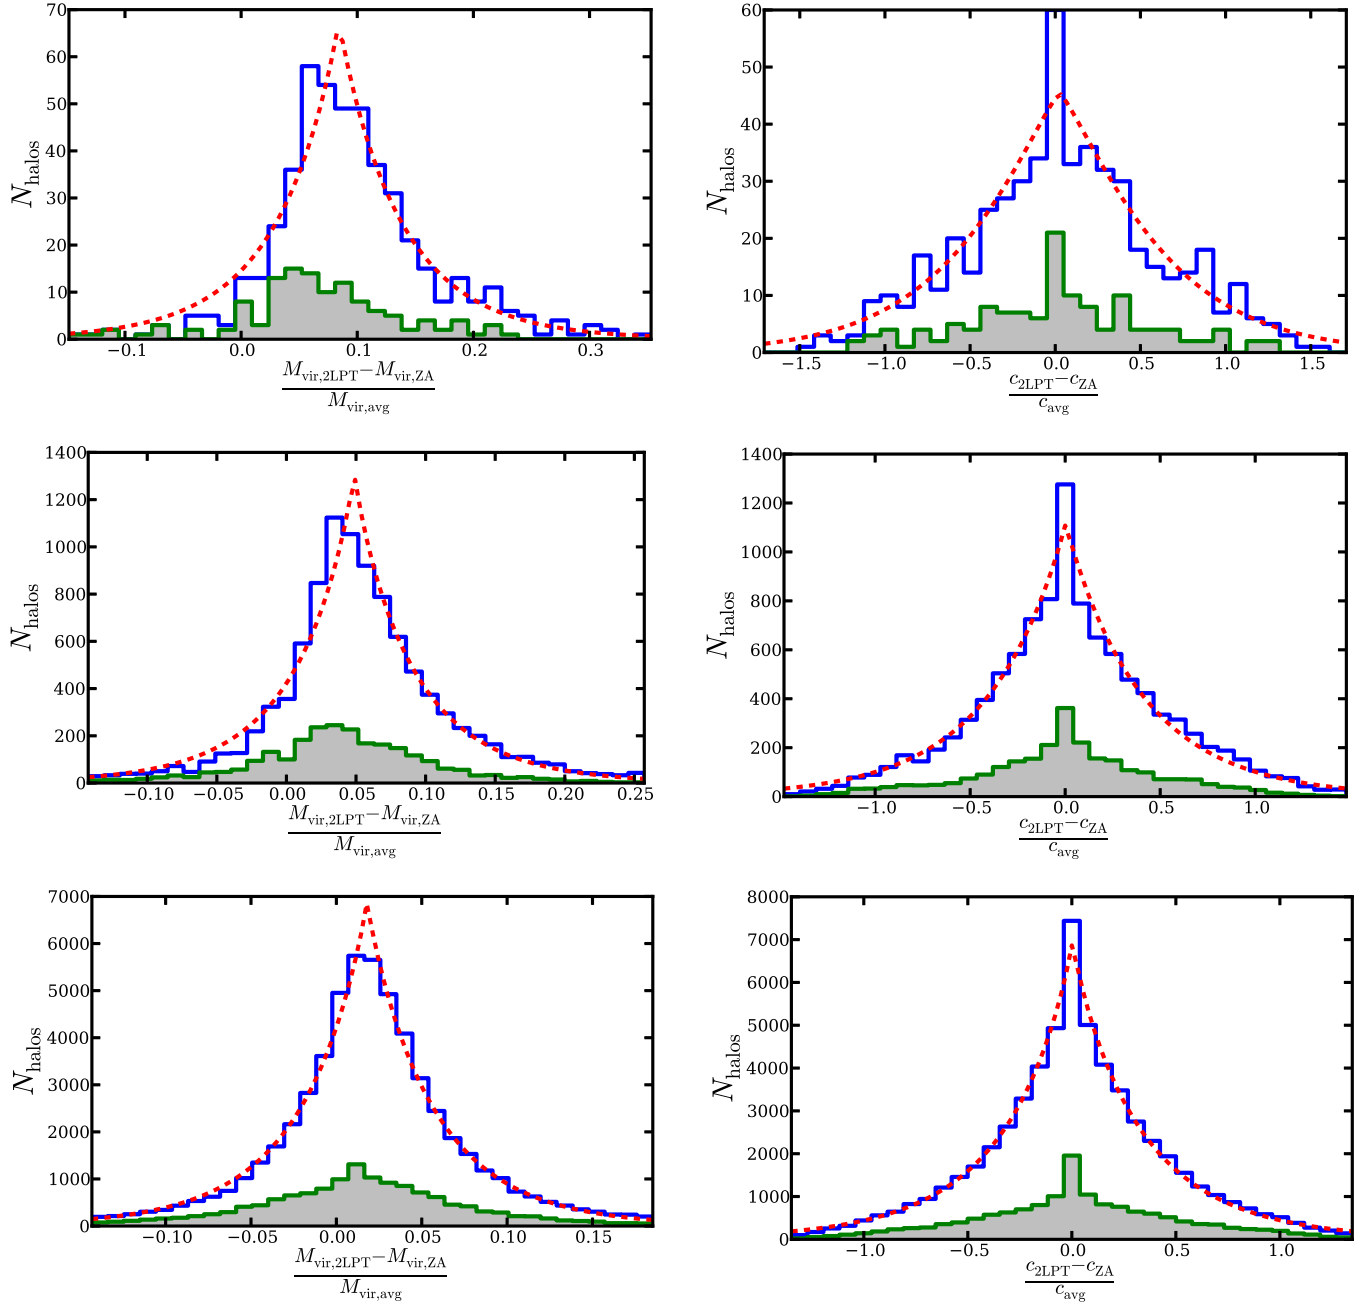 70
60
50
40
30
20
10
0
N_halos
−0.1 0.0 0.1 0.2 0.3
M_vir,2LPT−M_vir,ZA
M_vir,avg
60
50
40
30
20
10
0
N_halos
−1.5 −1.0 −0.5 0.0 0.5 1.0 1.5
c_2LPT−c_ZA
c_avg
1400
1200
1000
800
600
400
200
0
N_halos
−0.10 −0.05 0.00 0.05 0.10 0.15 0.20 0.25
M_vir,2LPT−M_vir,ZA
M_vir,avg
1400
1200
1000
800
600
400
200
0
N_halos
−1.0 −0.5 0.0 0.5 1.0
c_2LPT−c_ZA
c_avg
7000
6000
5000
4000
3000
2000
1000
0
N_halos
−0.10 −0.05 0.00 0.05 0.10 0.15
M_vir,2LPT−M_vir,ZA
M_vir,avg
8000
7000
6000
5000
4000
3000
2000
1000
0
N_halos
−1.0 −0.5 0.0 0.5 1.0
c_2LPT−c_ZA
c_avg